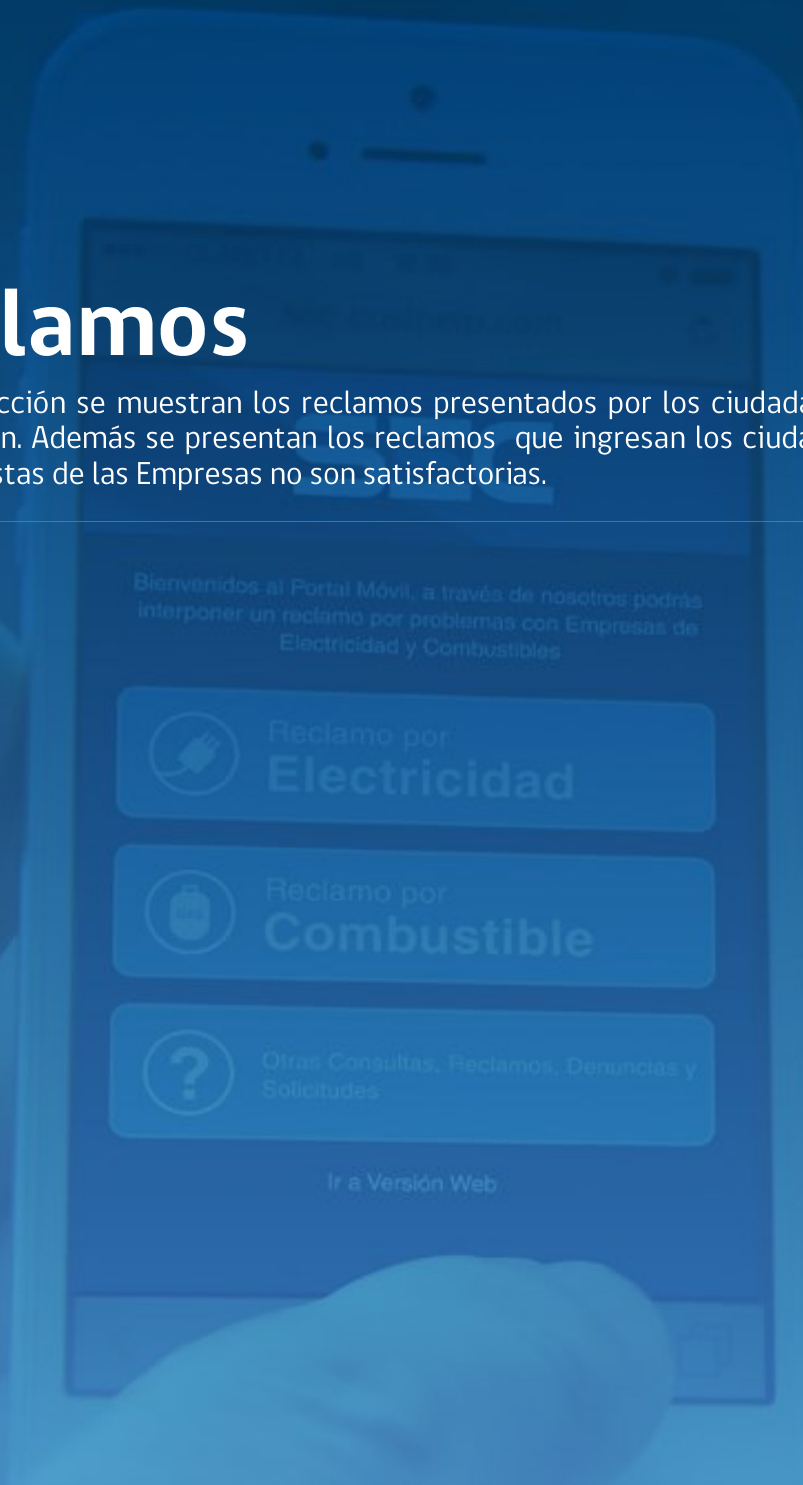 lamos
cción se muestran los reclamos presentados por los ciudada
n. Además se presentan los reclamos que ingresan los ciuda
stas de las Empresas no son satisfactorias.
SEC
Bienvenidos al Portal Móvil, a través de nosotros podrás
interponer un reclamo por problemas con Empresas de
Electricidad y Combustibles
Reclamo por
Electricidad
Reclamo por
Combustible
GAS
?
Otras Consultas, Reclamos, Denuncias y
Solicitudes
Ir a Versión Web